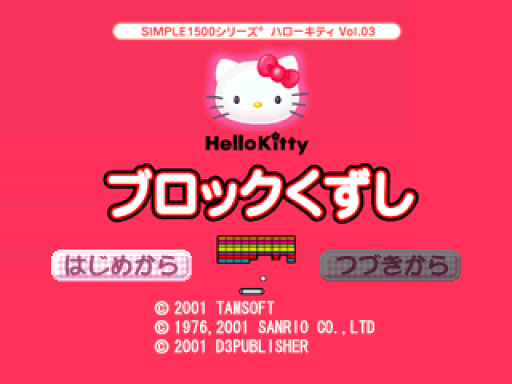 SIMPLE1500シリーズ® ハローキティ Vol.03
HelloKitty
ブロックくずし
はじめから
つづきから
© 2001 TAMSOFT
© 1976,2001 SANRIO CO.,LTD
© 2001 D3PUBLISHER